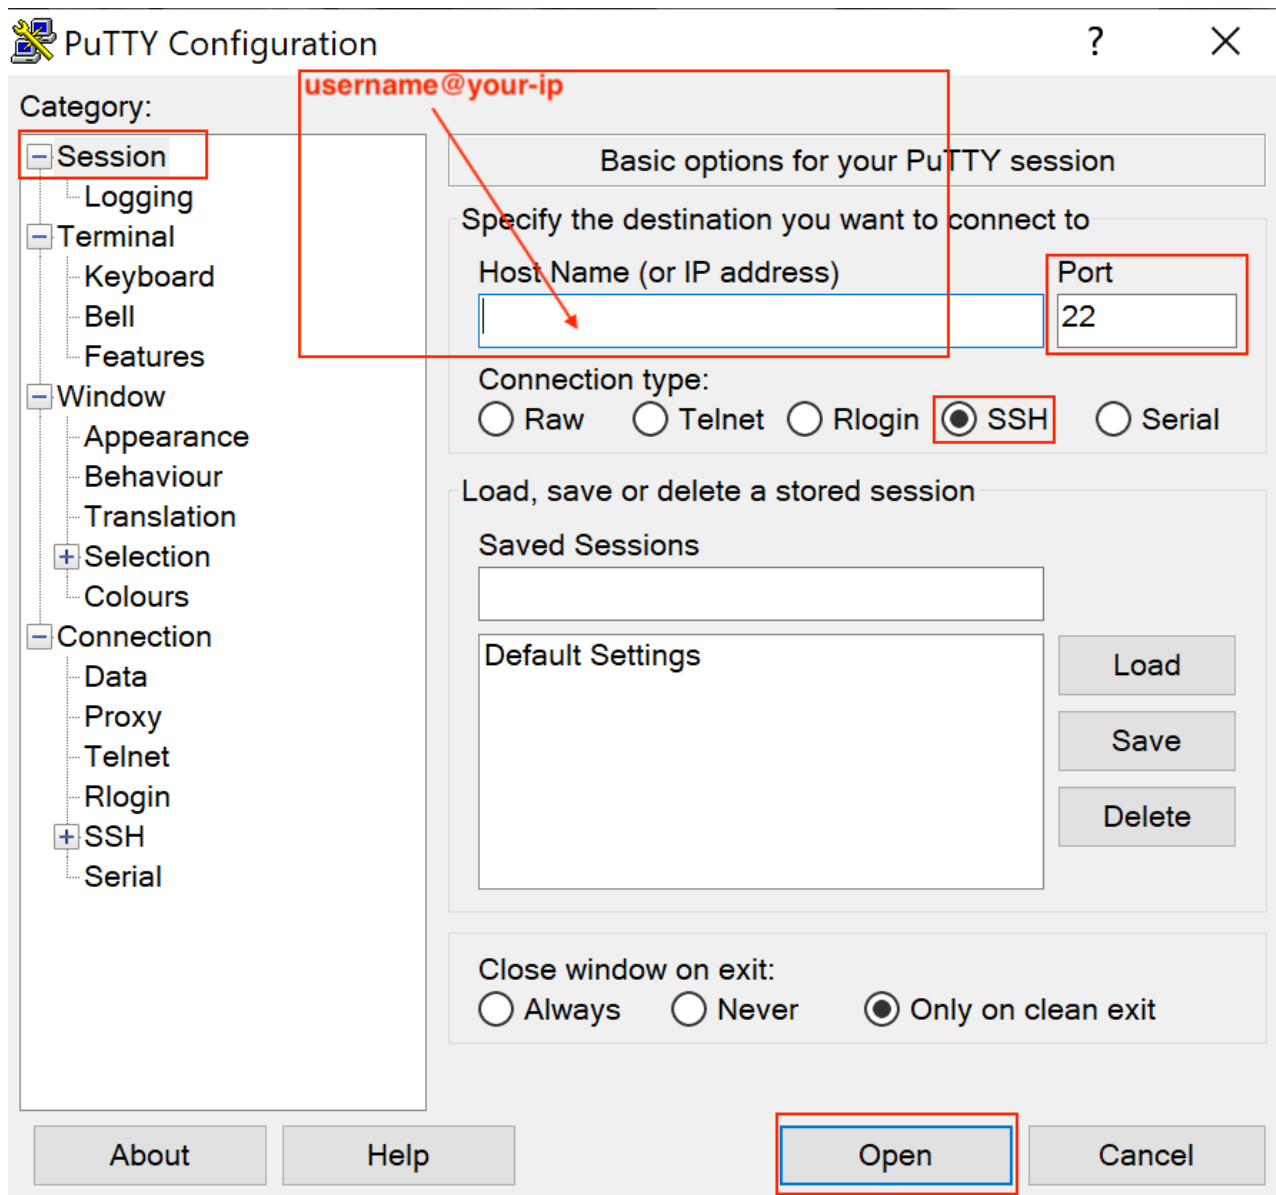 PuTTY Configuration
?
username@your-ip
Category:
Session
Logging
Terminal
Keyboard
Bell
Features
Window
Appearance
Behaviour
Translation
Selection
Colours
Connection
Data
Proxy
Telnet
Rlogin
SSH
Serial
Basic options for your PuTTY session
Specify the destination you want to connect to
Host Name (or IP address) Port
22
Connection type:
Raw Telnet Rlogin SSH Serial
Load, save or delete a stored session
Saved Sessions
Default Settings
Load
Save
Delete
Close window on exit:
Always Never Only on clean exit
About Help Open Cancel